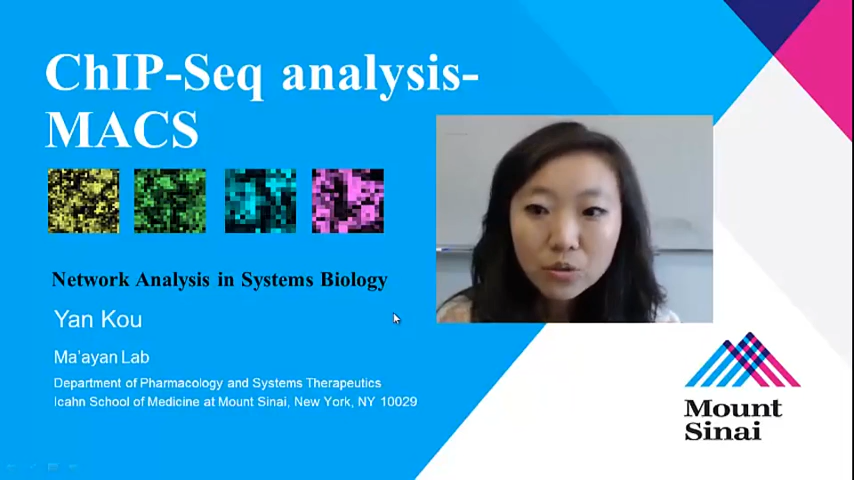 ChIP-Seq analysis-
MACS
Network Analysis in Systems Biology
Yan Kou
Ma'ayan Lab
Department of Pharmacology and Systems Therapeutics
Icahn School of Medicine at Mount Sinai, New York, NY 10029
Mount
Sinai